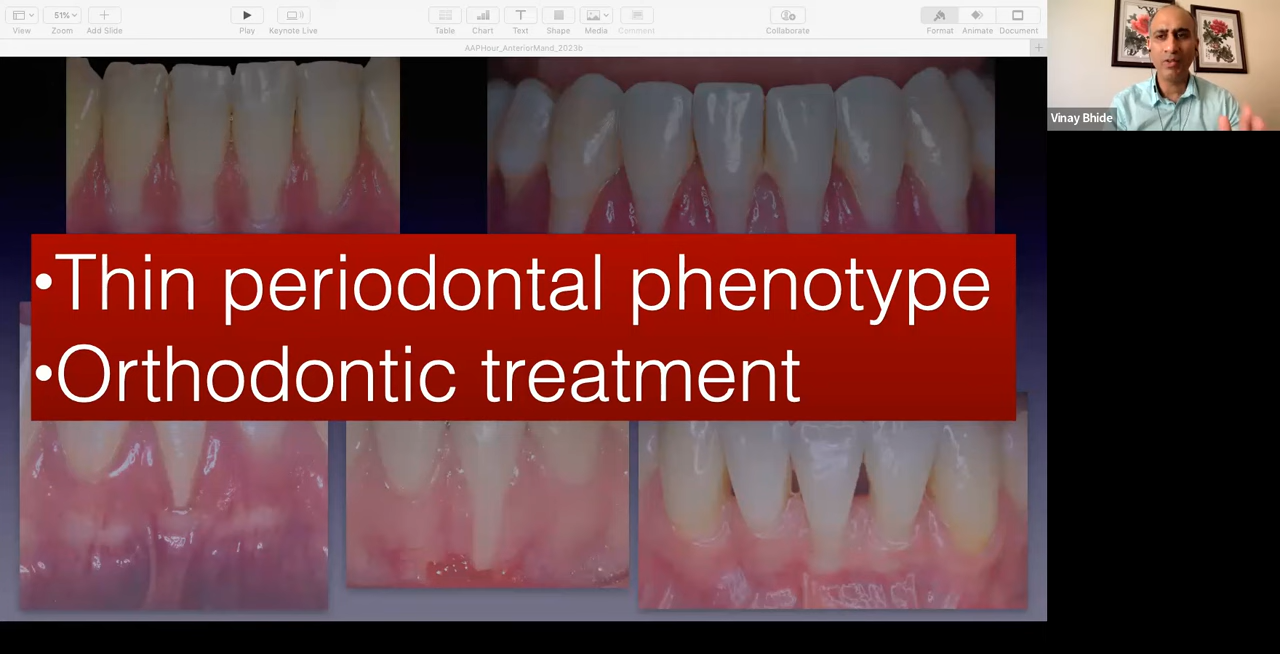 51%
View
Zoom
Add Slide
Play
Keynote Live
Table
Chart
Text
Shape
Media
Comment
Collaborate
Format
Animate
Document
AAPHour_AnteriorMand_2023b
Vinay Bhide
•Thin periodontal phenotype
•Orthodontic treatment